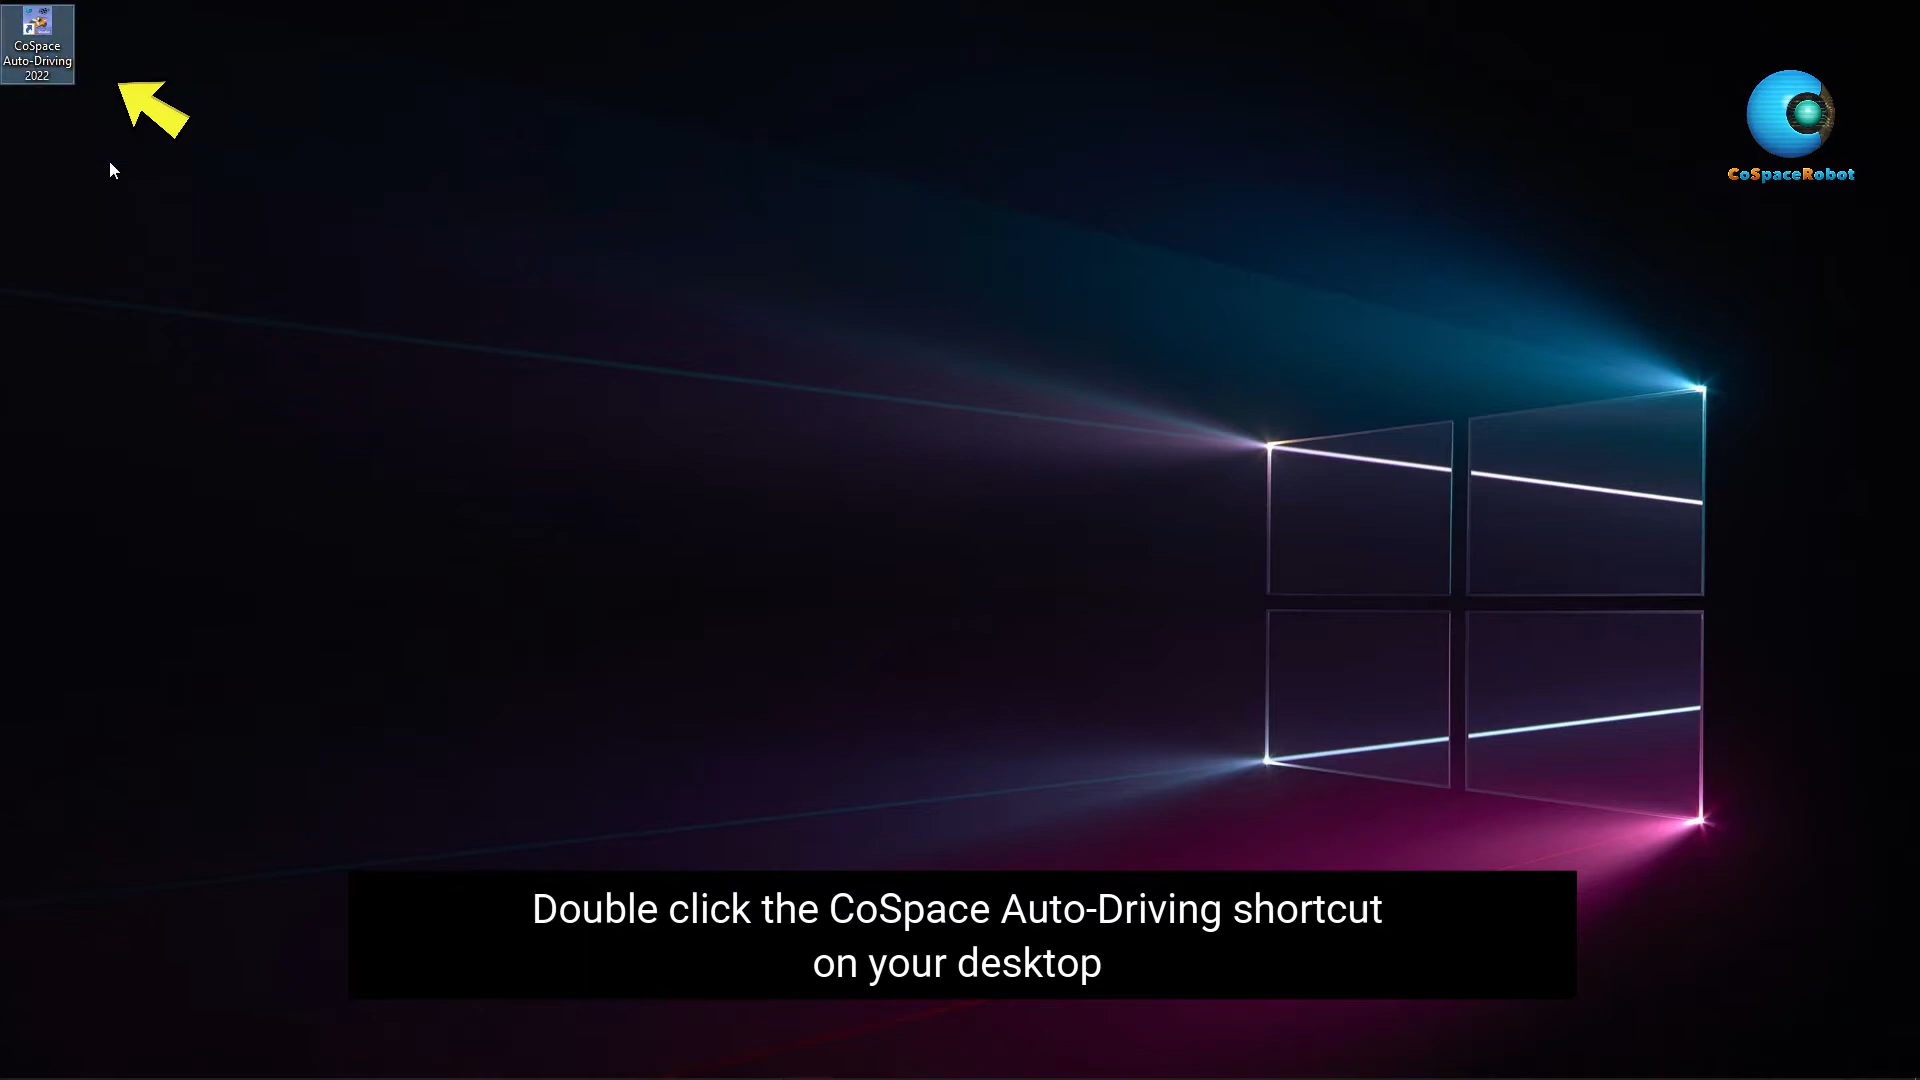 CoSpace
Auto-Driving
2022
CoSpaceRobot
Double click the CoSpace Auto-Driving shortcut
on your desktop